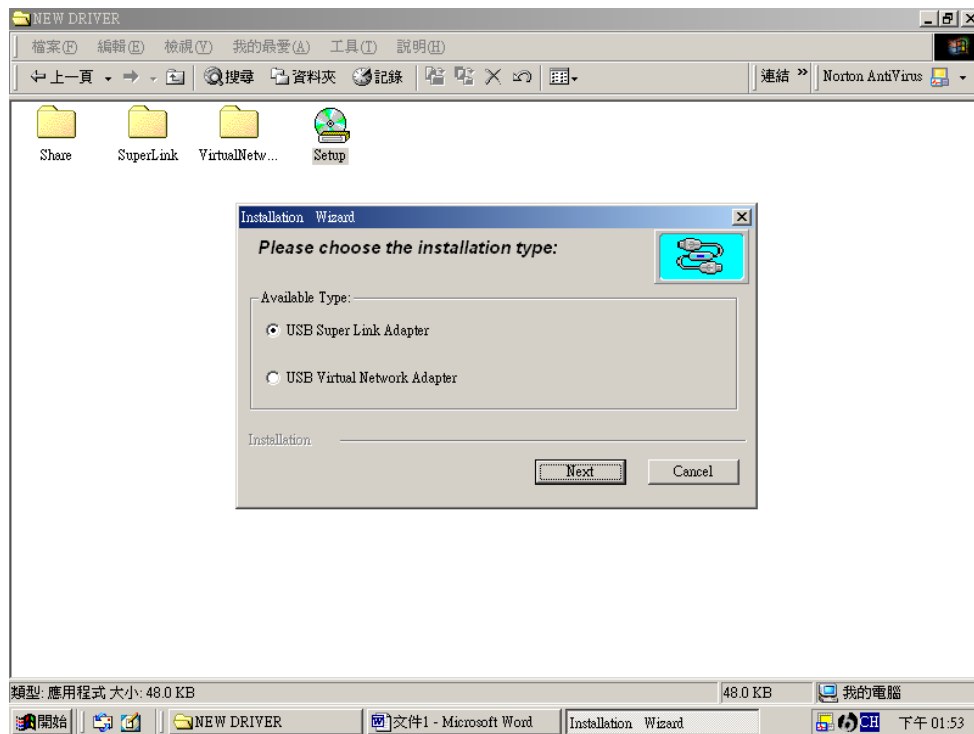 NEW DRIVER
檔案(F) 編輯(E) 檢視(V) 我的最愛(A) 工具(T) 說明(H)
上一頁 搜尋 資料夾 記錄 連結 » Norton AntiVirus
Share SuperLink VirtualNetw... Setup
Installation Wizard
Please choose the installation type:
Available Type:
USB Super Link Adapter
USB Virtual Network Adapter
Installation
Next Cancel
類型: 應用程式 大小: 48.0 KB 48.0 KB 我的電腦
開始 NEW DRIVER 文件1 - Microsoft Word Installation Wizard CH 下午 01:53